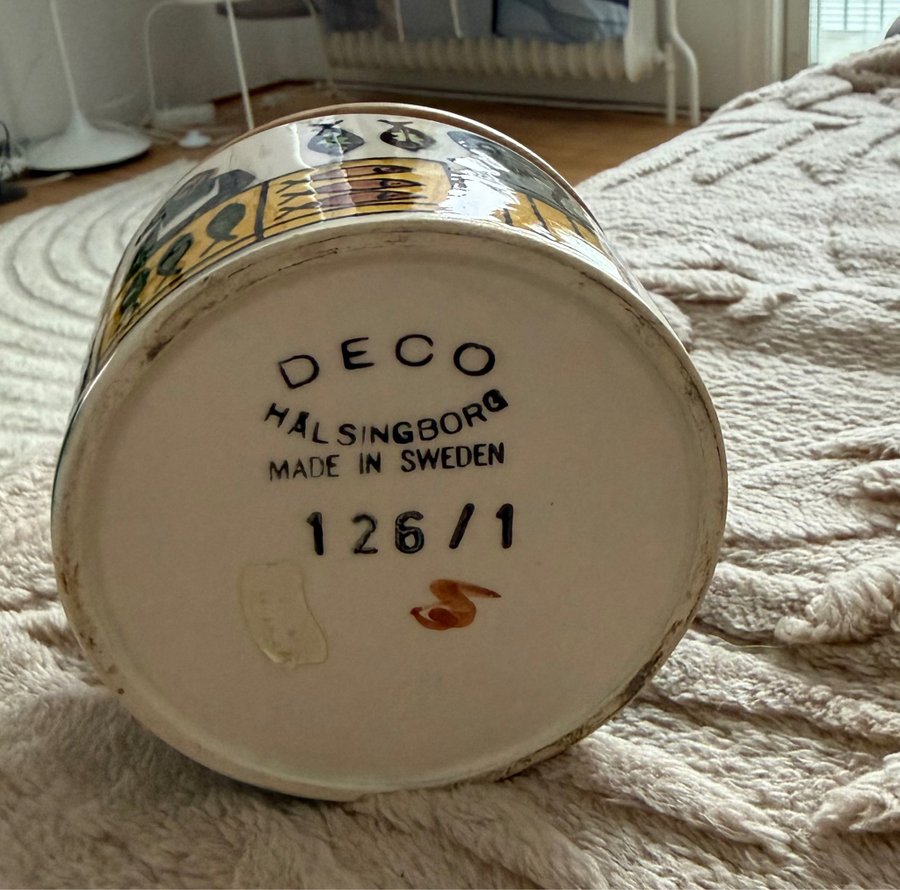 DECO
HÄLSINGBORG
MADE IN SWEDEN
126/1